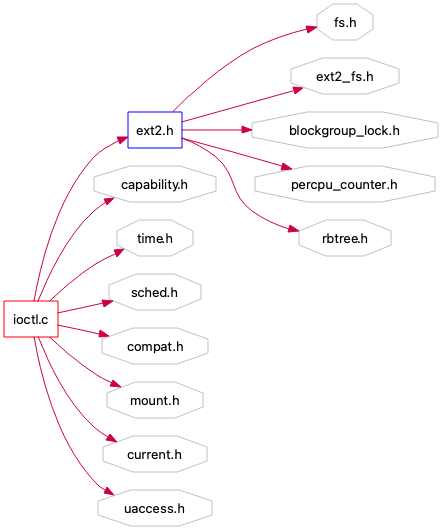 fs.h
ext2_fs.h
ext2.h
blockgroup_lock.h
capability.h
percpu_counter.h
time.h
rbtree.h
sched.h
ioctl.c
compat.h
mount.h
current.h
uaccess.h